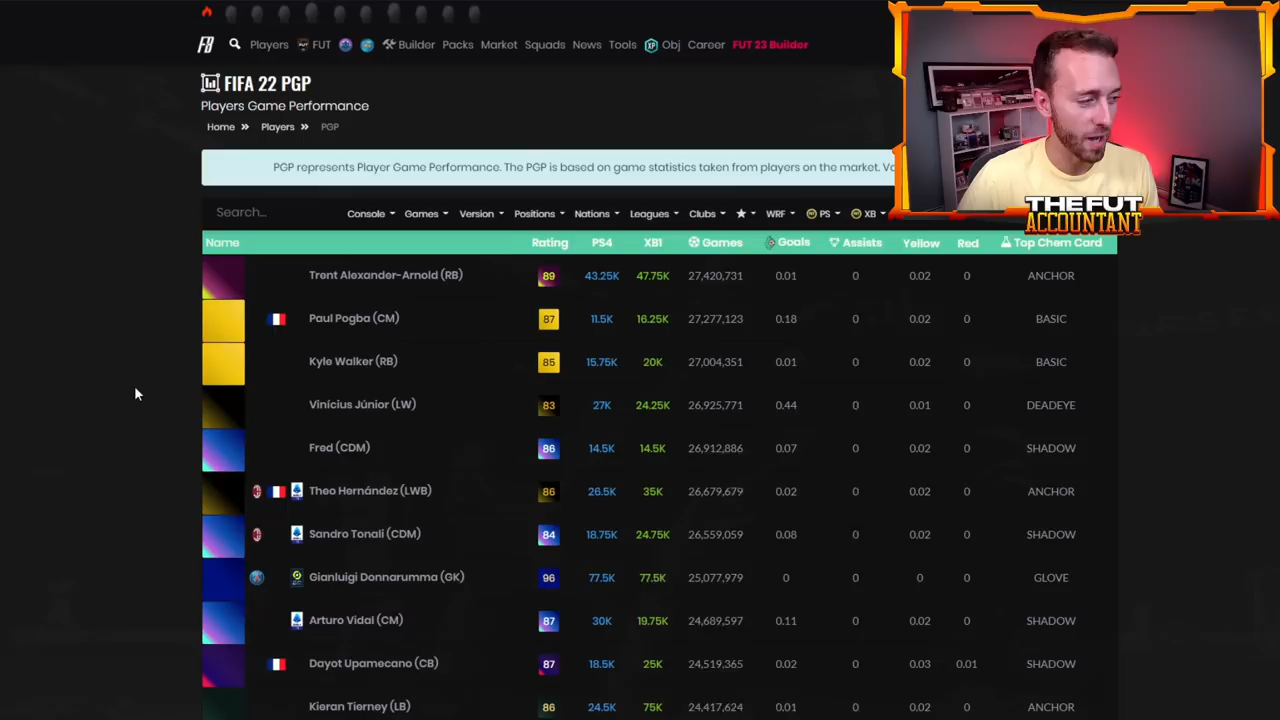 Players FUT Builder Packs Market Squads News Tools XP Obj Career FUT 23 Builder
FIFA 22 PGP
Players Game Performance
Home Players PGP
PGP represents Player Game Performance. The PGP is based on game statistics taken from players on the market.
THE FUT
ACCOUNTANT
Search... Console Games Version Positions Nations Leagues Clubs WRF PS XB
Name Rating PS4 XB1 Games Goals Assists Yellow Red Top Chem Card
Trent Alexander-Arnold (RB) 89 43.25K 47.75K 27,420,731 0.01 0 0.02 0 ANCHOR
Paul Pogba (CM) 87 11.5K 16.25K 27,277,123 0.18 0 0.02 0 BASIC
Kyle Walker (RB) 85 15.75K 20K 27,004,351 0.01 0 0.02 0 BASIC
Vinícius Júnior (LW) 83 27K 24.25K 26,925,771 0.44 0 0.01 0 DEADEYE
Fred (CDM) 86 14.5K 14.5K 26,912,886 0.07 0 0.02 0 SHADOW
Theo Hernández (LWB) 86 26.5K 35K 26,679,679 0.02 0 0.02 0 ANCHOR
Sandro Tonali (CDM) 84 18.75K 24.75K 26,559,059 0.08 0 0.02 0 SHADOW
Gianluigi Donnarumma (GK) 96 77.5K 77.5K 25,077,979 0 0 0 0 GLOVE
Arturo Vidal (CM) 87 30K 19.75K 24,689,597 0.11 0 0.02 0 SHADOW
Dayot Upamecano (CB) 87 18.5K 25K 24,519,365 0.02 0 0.03 0.01 SHADOW
Kieran Tierney (LB) 86 24.5K 75K 24,417,624 0.01 0 0.02 0 ANCHOR